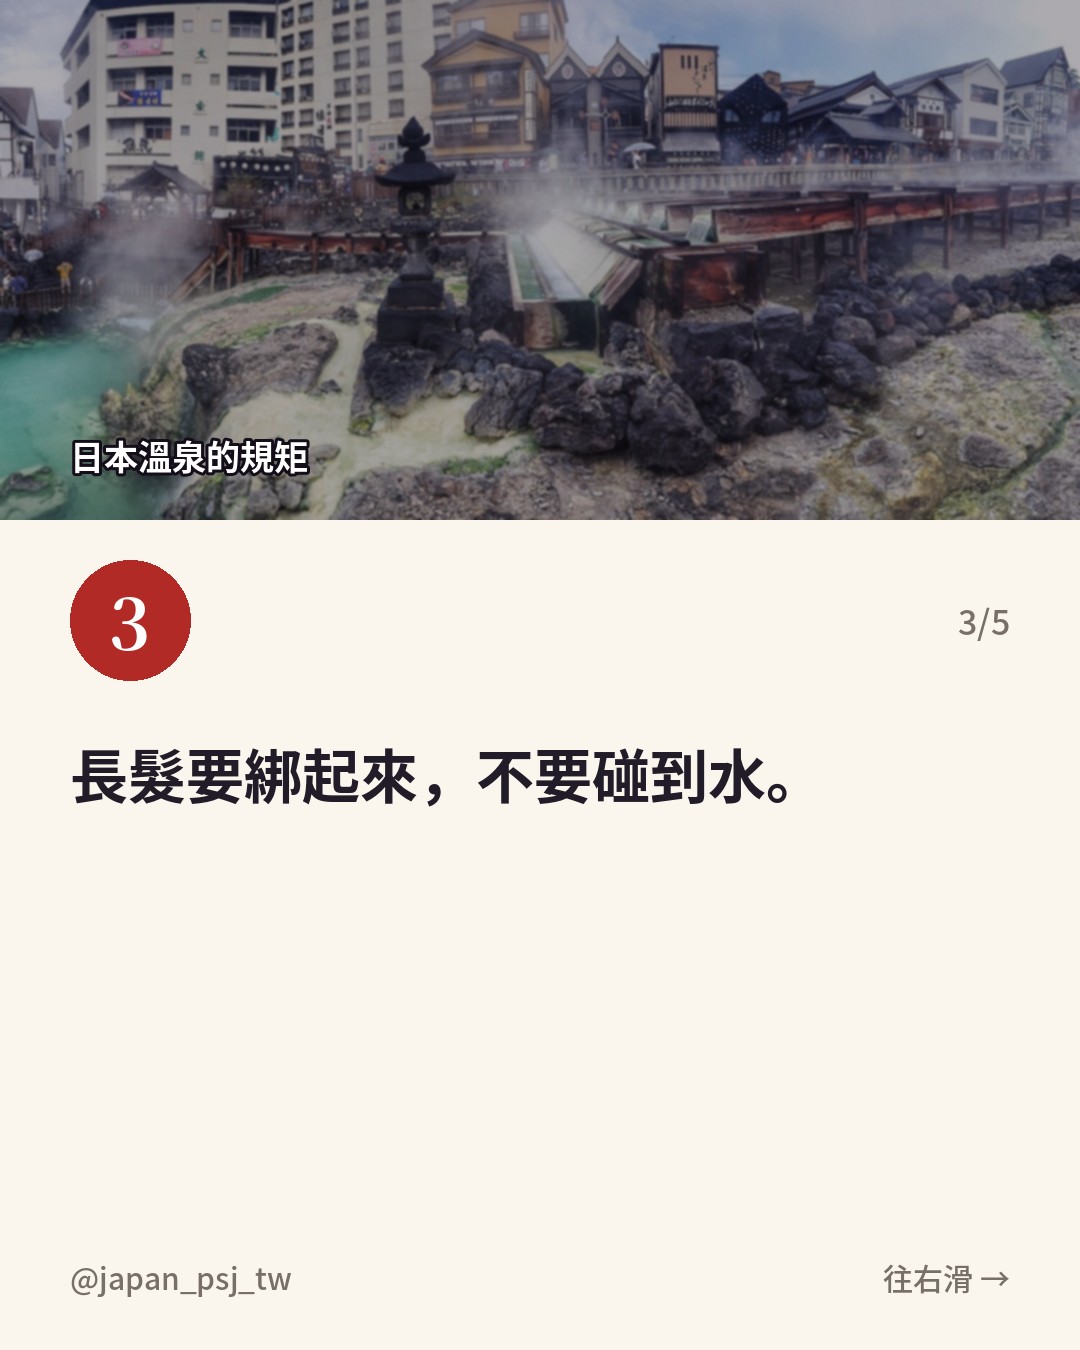 日本溫泉的規矩
3
3/5
長髮要綁起來，不要碰到水。
@japan_psj_tw
往右滑 →